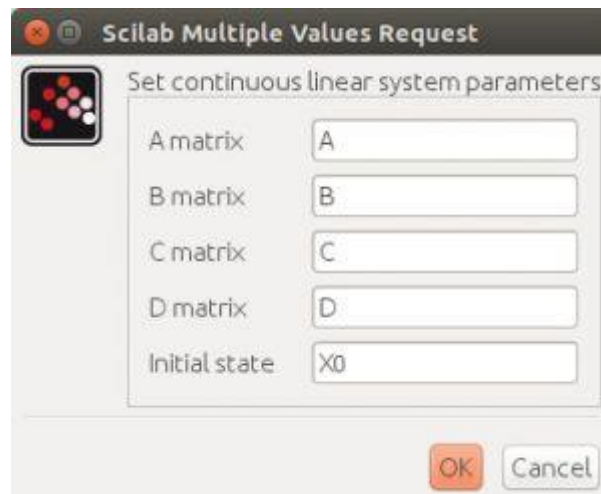 Scilab Multiple Values Request
Set continuous linear system parameters
A matrix A
B matrix B
C matrix C
D matrix D
Initial state X0
OK Cancel